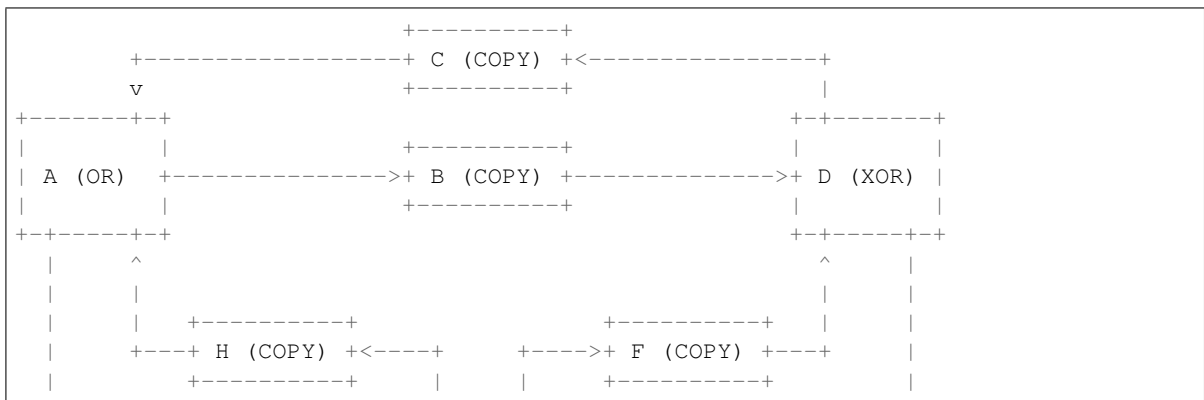 +----------+
          +-------------------+ C (COPY) +<-----------------+
          v                      +----------+                  |
+-------+-+                                            +-+-------+
|         |                      +----------+          |         |
| A (OR)  +---------------->+ B (COPY) +--------------->+ D (XOR) |
|         |                      +----------+          |         |
+-+-----+-+                                            +-+-----+-+
  |     ^                                                ^     |
  |     |                                                |     |
  |     |   +----------+                 +----------+    |     |
  |     +---+ H (COPY) +<----+     +---->+ F (COPY) +---+     |
  |         +----------+     |     |     +----------+          |